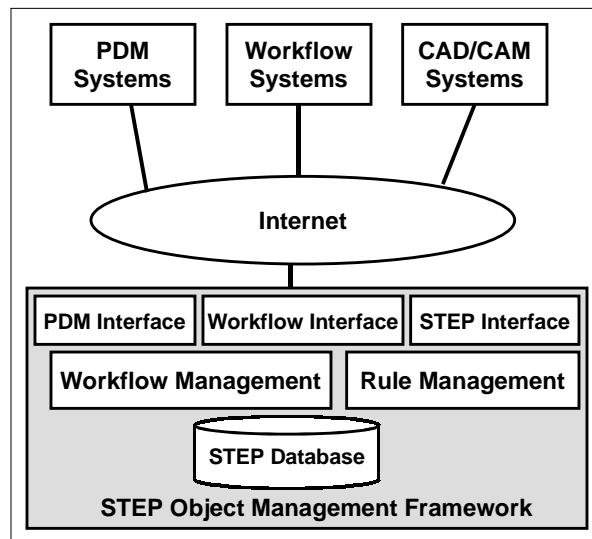 PDM Systems
Workflow Systems
CAD/CAM Systems
Internet
PDM Interface
Workflow Interface
STEP Interface
Workflow Management
Rule Management
STEP Database
STEP Object Management Framework